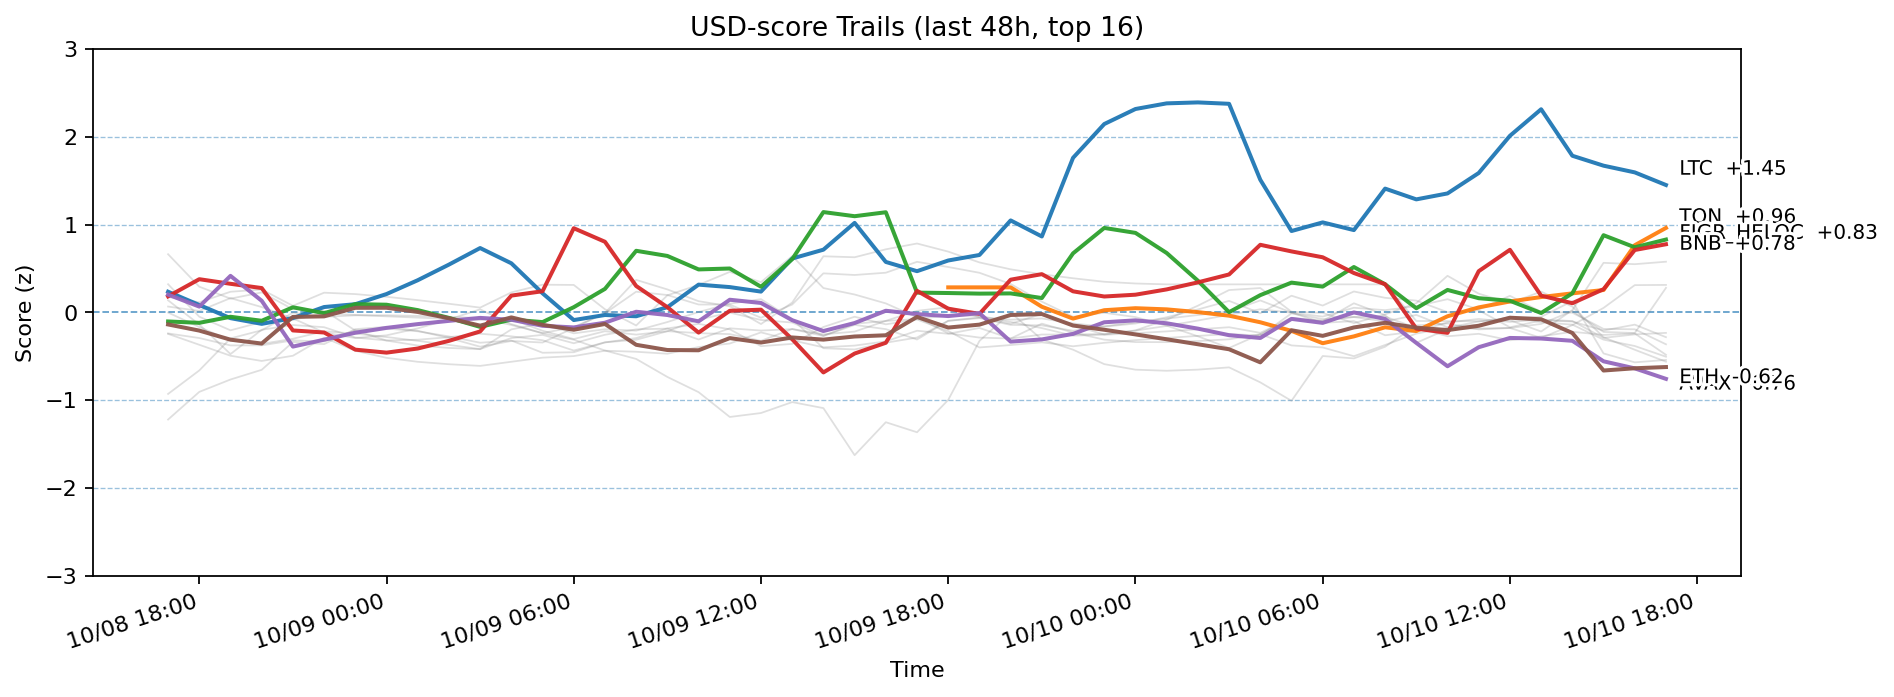 USD-score Trails (last 48h, top 16)
Score (z)
3
2
1
0
−1
−2
−3
LTC +1.45
TON +0.96
FIGR_HELOC +0.83
BNB +0.78
ETH -0.62
AVAX -0.76
10/08 18:00
10/09 00:00
10/09 06:00
10/09 12:00
10/09 18:00
10/10 00:00
10/10 06:00
10/10 12:00
10/10 18:00
Time